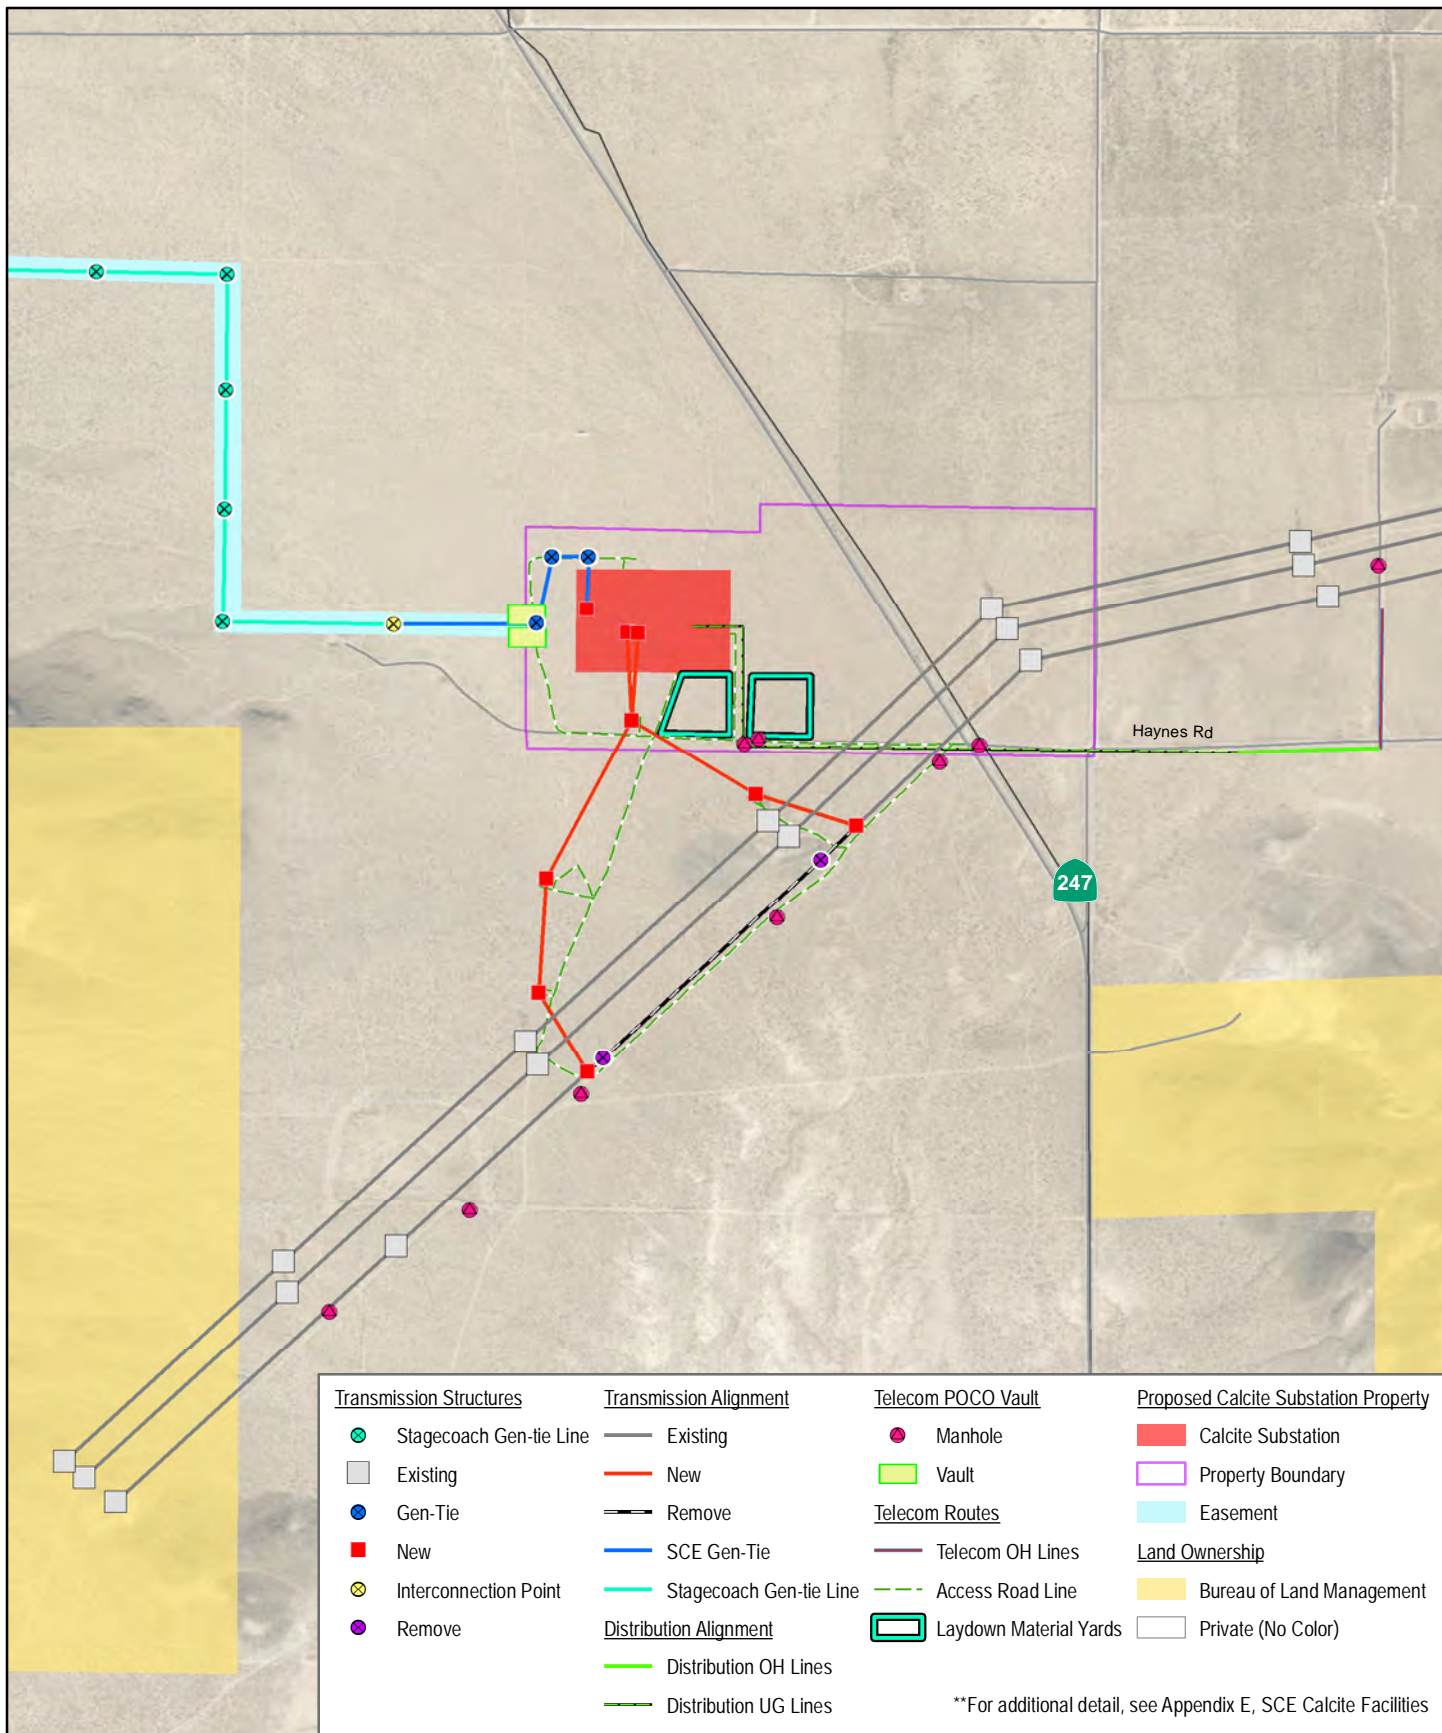 Haynes Rd
247
Transmission Structures
Stagecoach Gen-tie Line
Existing
Gen-Tie
New
Interconnection Point
Remove
Transmission Alignment
Existing
New
Remove
SCE Gen-Tie
Stagecoach Gen-tie Line
Distribution Alignment
Distribution OH Lines
Distribution UG Lines
Telecom POCO Vault
Manhole
Vault
Telecom Routes
Telecom OH Lines
Access Road Line
Laydown Material Yards
Proposed Calcite Substation Property
Calcite Substation
Property Boundary
Easement
Land Ownership
Bureau of Land Management
Private (No Color)
**For additional detail, see Appendix E, SCE Calcite Facilities